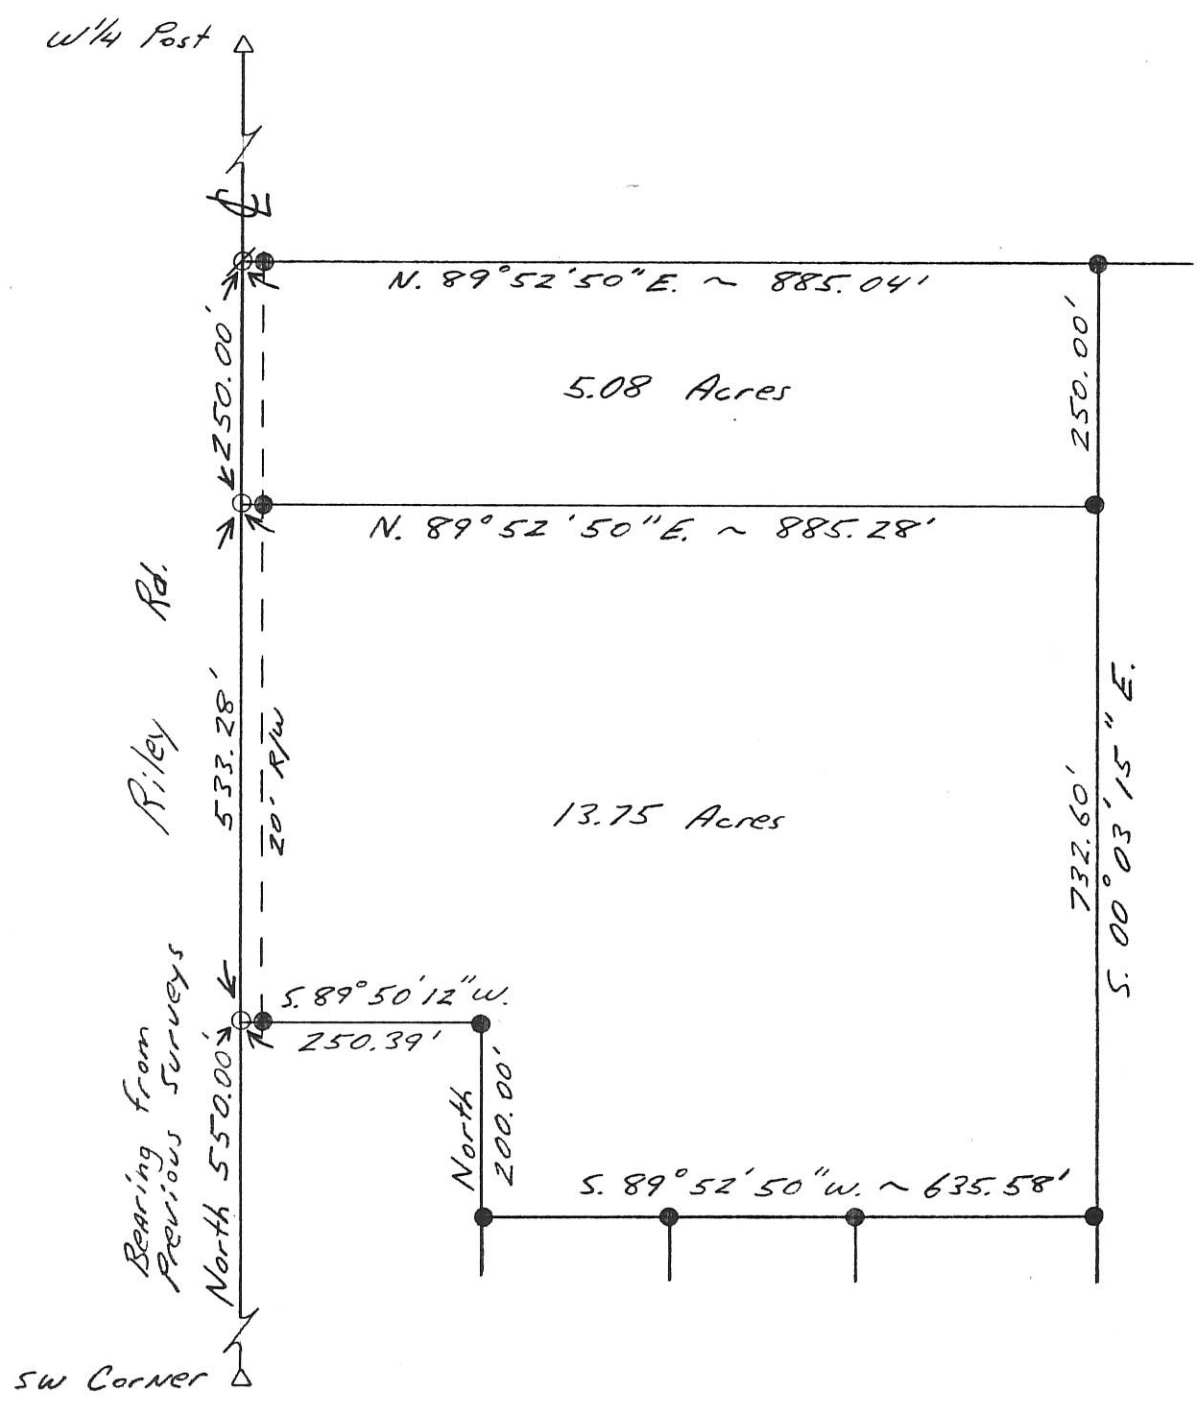 W 1/4 Post
℄
N. 89°52'50"E. ~ 885.04'
250.00'
250.00'
5.08 Acres
N. 89°52'50"E. ~ 885.28'
Riley Rd.
533.28'
20' R/W
13.75 Acres
732.60'
S. 00°03'15"E.
S. 89°50'12"W.
250.39'
Bearing from
Previous Surveys
North 550.00'
North
200.00'
S. 89°52'50"W. ~ 635.58'
SW Corner